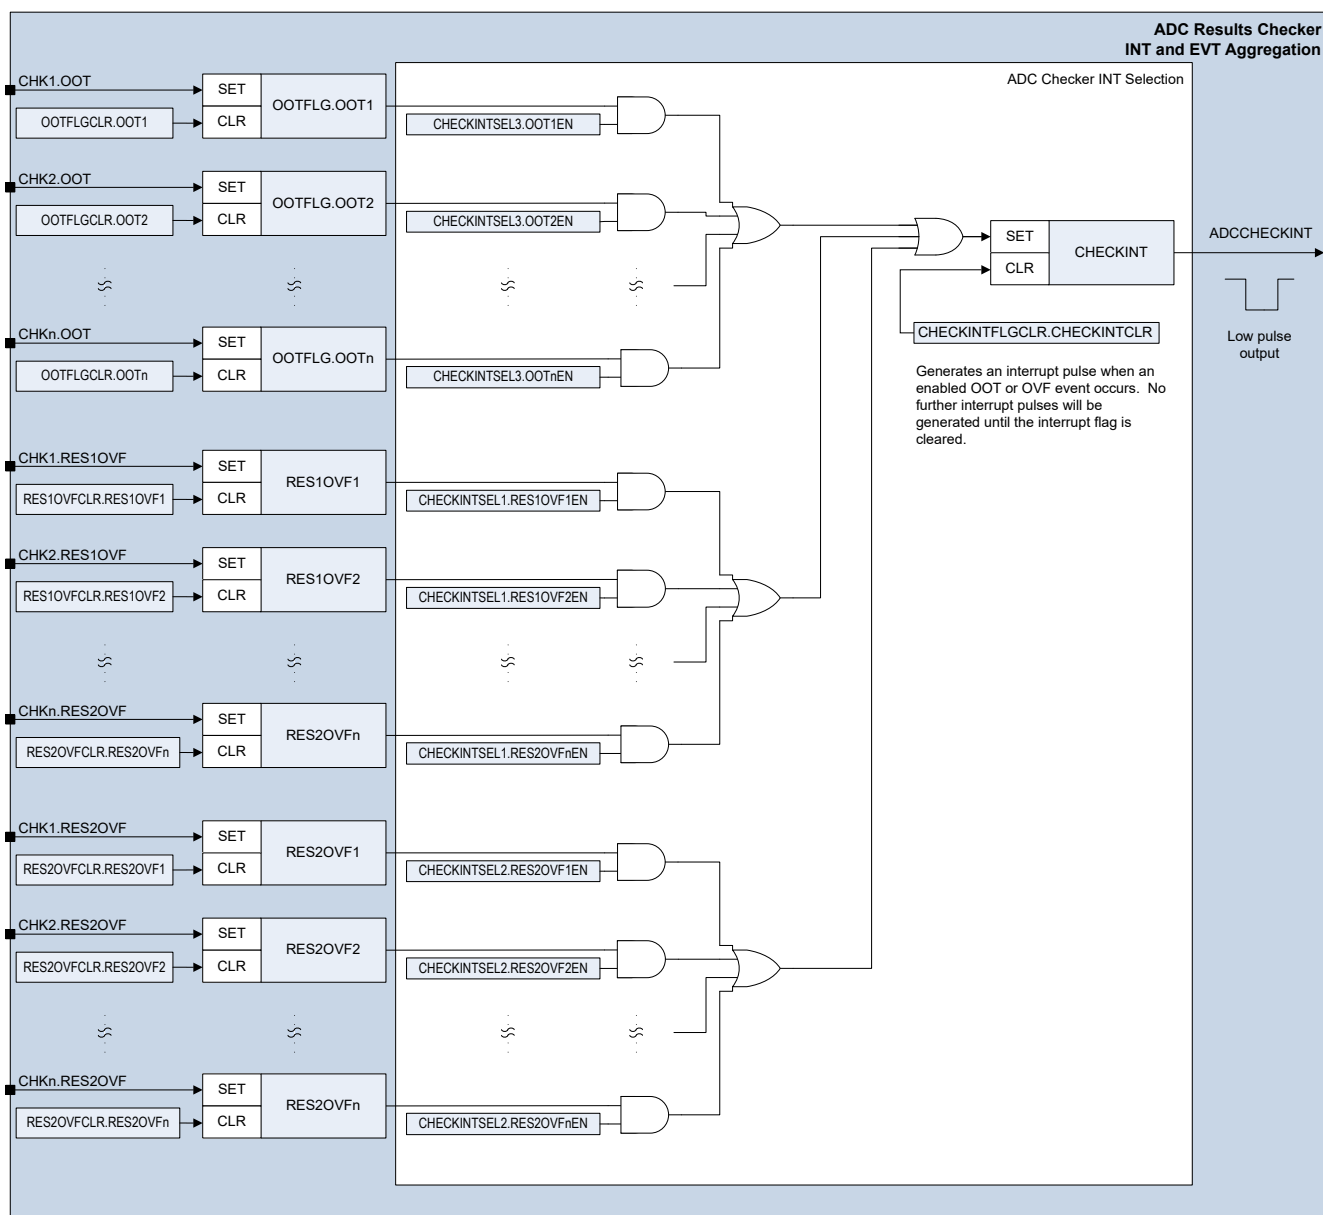 ADC Results Checker
INT and EVT Aggregation
ADC Checker INT Selection
CHK1.OOT
OOTFLGCLR.OOT1
SET
CLR
OOTFLG.OOT1
CHECKINTSEL3.OOT1EN
CHK2.OOT
OOTFLGCLR.OOT2
SET
CLR
OOTFLG.OOT2
CHECKINTSEL3.OOT2EN
CHKn.OOT
OOTFLGCLR.OOTn
SET
CLR
OOTFLG.OOTn
CHECKINTSEL3.OOTnEN
SET
CLR
CHECKINT
ADCCHECKINT
Low pulse
output
CHECKINTFLGCLR.CHECKINTCLR
Generates an interrupt pulse when an
enabled OOT or OVF event occurs. No
further interrupt pulses will be
generated until the interrupt flag is
cleared.
CHK1.RES1OVF
RES1OVFCLR.RES1OVF1
SET
CLR
RES1OVF1
CHECKINTSEL1.RES1OVF1EN
CHK2.RES1OVF
RES1OVFCLR.RES1OVF2
SET
CLR
RES1OVF2
CHECKINTSEL1.RES1OVF2EN
CHKn.RES2OVF
RES2OVFCLR.RES2OVFn
SET
CLR
RES2OVFn
CHECKINTSEL1.RES2OVFnEN
CHK1.RES2OVF
RES2OVFCLR.RES2OVF1
SET
CLR
RES2OVF1
CHECKINTSEL2.RES2OVF1EN
CHK2.RES2OVF
RES2OVFCLR.RES2OVF2
SET
CLR
RES2OVF2
CHECKINTSEL2.RES2OVF2EN
CHKn.RES2OVF
RES2OVFCLR.RES2OVFn
SET
CLR
RES2OVFn
CHECKINTSEL2.RES2OVFnEN